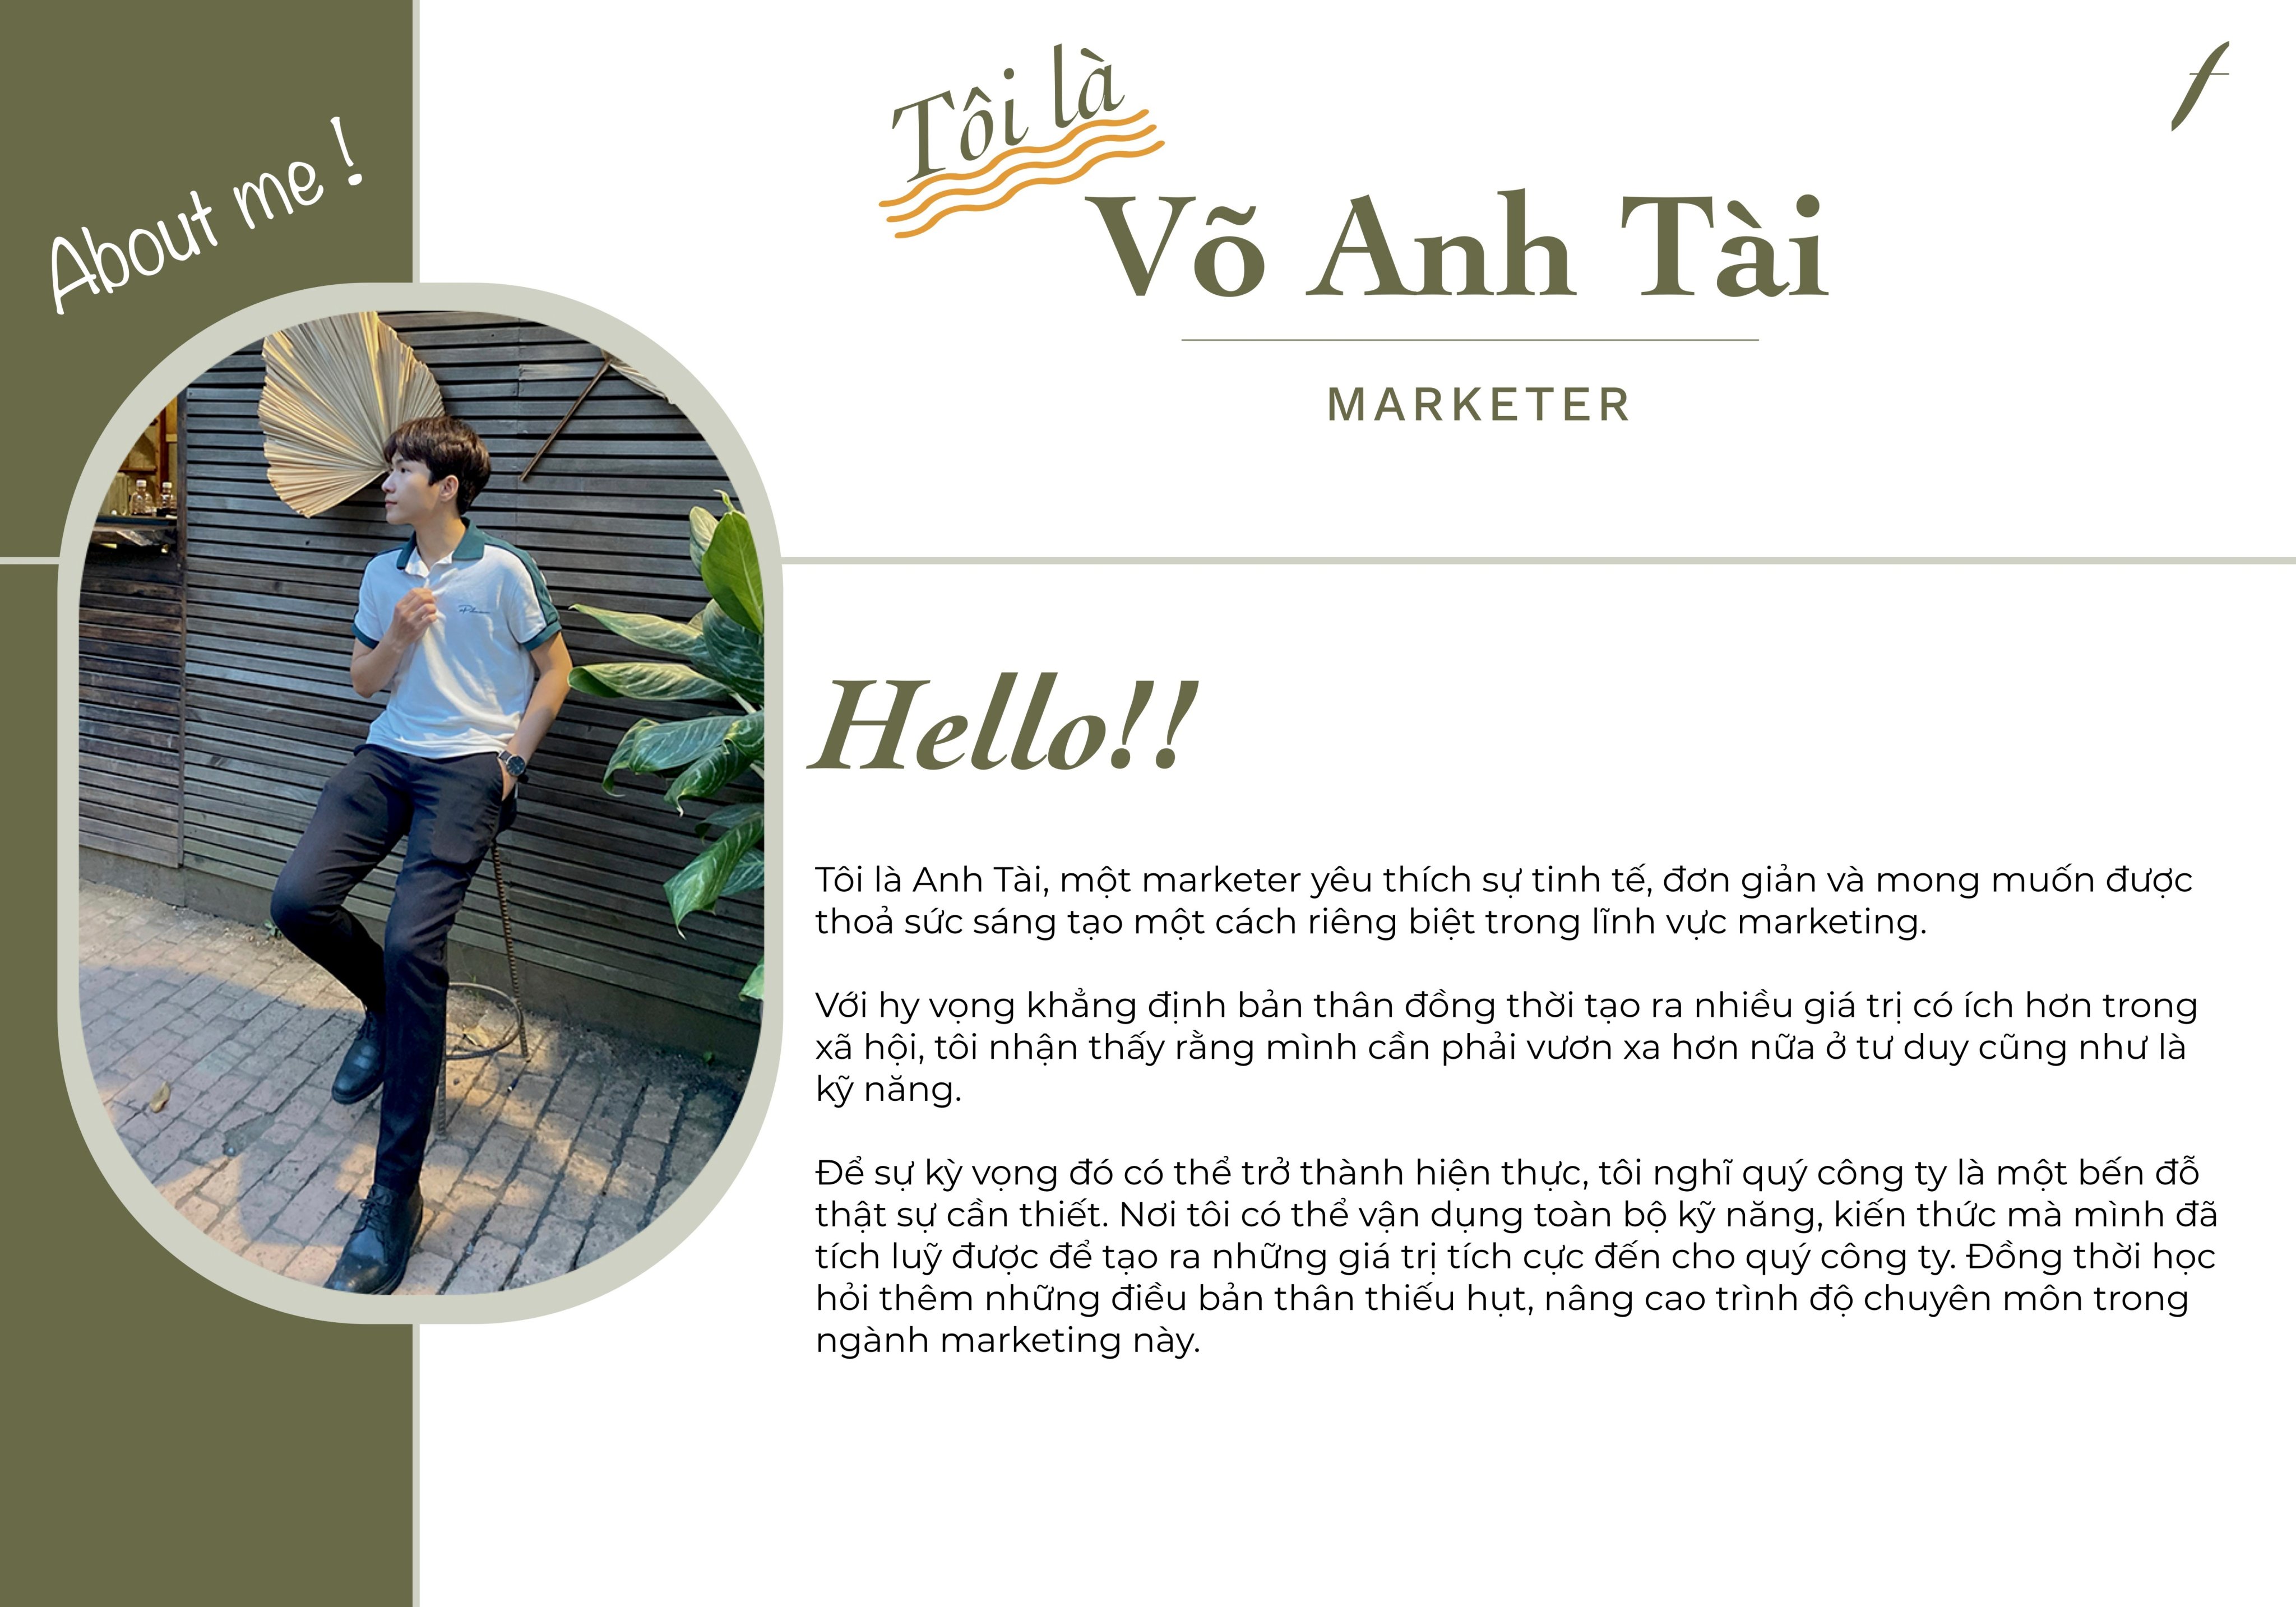 About me !
Tôi là
f
Võ Anh Tài
MARKETER
Hello!!
Tôi là Anh Tài, một marketer yêu thích sự tinh tế, đơn giản và mong muốn được
thoả sức sáng tạo một cách riêng biệt trong lĩnh vực marketing.
Với hy vọng khẳng định bản thân đồng thời tạo ra nhiều giá trị có ích hơn trong
xã hội, tôi nhận thấy rằng mình cần phải vươn xa hơn nữa ở tư duy cũng như là
kỹ năng.
Để sự kỳ vọng đó có thể trở thành hiện thực, tôi nghĩ quý công ty là một bến đỗ
thật sự cần thiết. Nơi tôi có thể vận dụng toàn bộ kỹ năng, kiến thức mà mình đã
tích luỹ được để tạo ra những giá trị tích cực đến cho quý công ty. Đồng thời học
hỏi thêm những điều bản thân thiếu hụt, nâng cao trình độ chuyên môn trong
ngành marketing này.